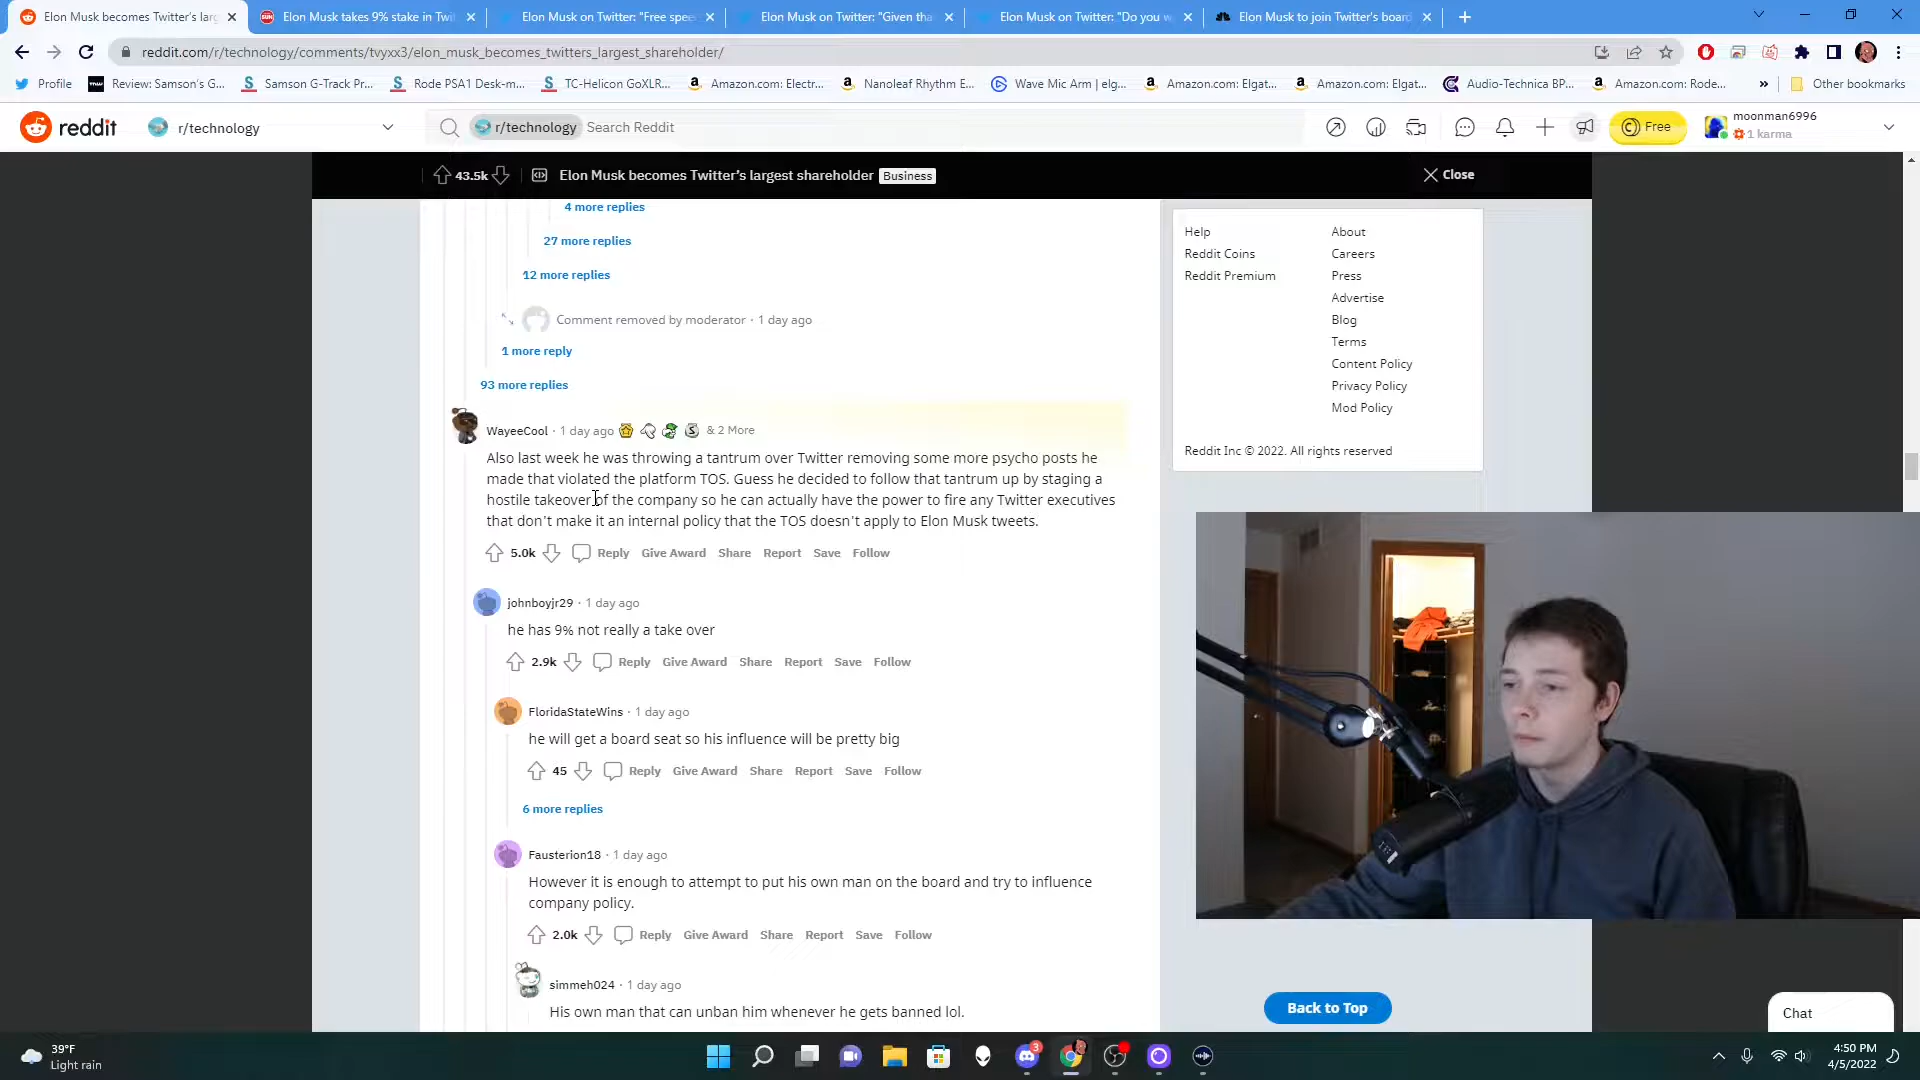 Elon Musk becomes Twitter's larg
Elon Musk takes 9% stake in Twit
Elon Musk on Twitter: "Free spee
Elon Musk on Twitter: "Given tha
Elon Musk on Twitter: "Do you w
Elon Musk to join Twitter's board
reddit.com/r/technology/comments/tvyxx3/elon_musk_becomes_twitters_largest_shareholder/
Profile
Review: Samson's G...
Samson G-Track Pr...
Rode PSA1 Desk-m...
TC-Helicon GoXLR...
Amazon.com: Electr...
Nanoleaf Rhythm E...
Wave Mic Arm | elg...
Amazon.com: Elgat...
Amazon.com: Elgat...
Audio-Technica BP...
Amazon.com: Rode...
»
Other bookmarks
reddit
r/technology
r/technology Search Reddit
Free
moonman6996
1 karma
43.5k
Elon Musk becomes Twitter's largest shareholder Business
Close
4 more replies
27 more replies
12 more replies
Comment removed by moderator · 1 day ago
1 more reply
93 more replies
WayeeCool · 1 day ago & 2 More
Also last week he was throwing a tantrum over Twitter removing some more psycho posts he
made that violated the platform TOS. Guess he decided to follow that tantrum up by staging a
hostile takeover of the company so he can actually have the power to fire any Twitter executives
that don't make it an internal policy that the TOS doesn't apply to Elon Musk tweets.
5.0k Reply Give Award Share Report Save Follow
johnboyjr29 · 1 day ago
he has 9% not really a take over
2.9k Reply Give Award Share Report Save Follow
FloridaStateWins · 1 day ago
he will get a board seat so his influence will be pretty big
45 Reply Give Award Share Report Save Follow
6 more replies
Fausterion18 · 1 day ago
However it is enough to attempt to put his own man on the board and try to influence
company policy.
2.0k Reply Give Award Share Report Save Follow
simmeh024 · 1 day ago
His own man that can unban him whenever he gets banned lol.
Help
Reddit Coins
Reddit Premium
About
Careers
Press
Advertise
Blog
Terms
Content Policy
Privacy Policy
Mod Policy
Reddit Inc © 2022. All rights reserved
Back to Top
Chat
39°F
Light rain
3
4:50 PM
4/5/2022